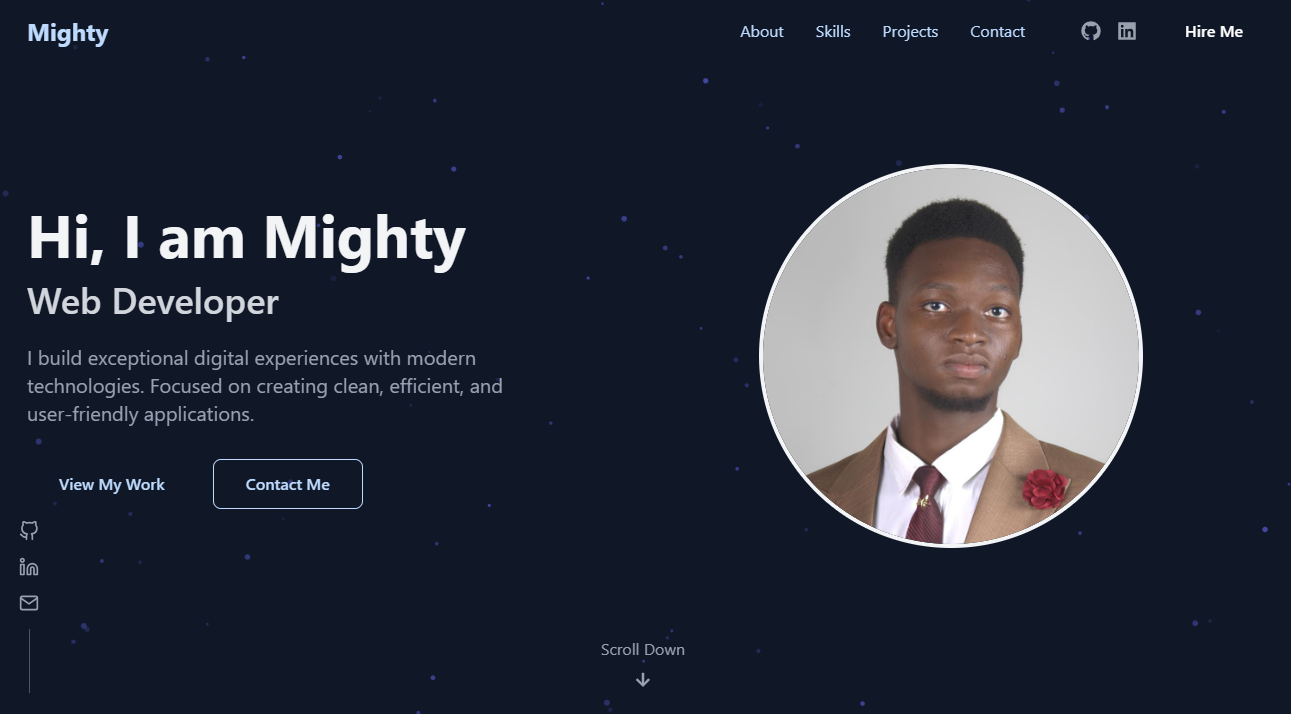 Mighty
About
Skills
Projects
Contact
Hire Me
Hi, I am Mighty
Web Developer
I build exceptional digital experiences with modern
technologies. Focused on creating clean, efficient, and
user-friendly applications.
View My Work
Contact Me
Scroll Down